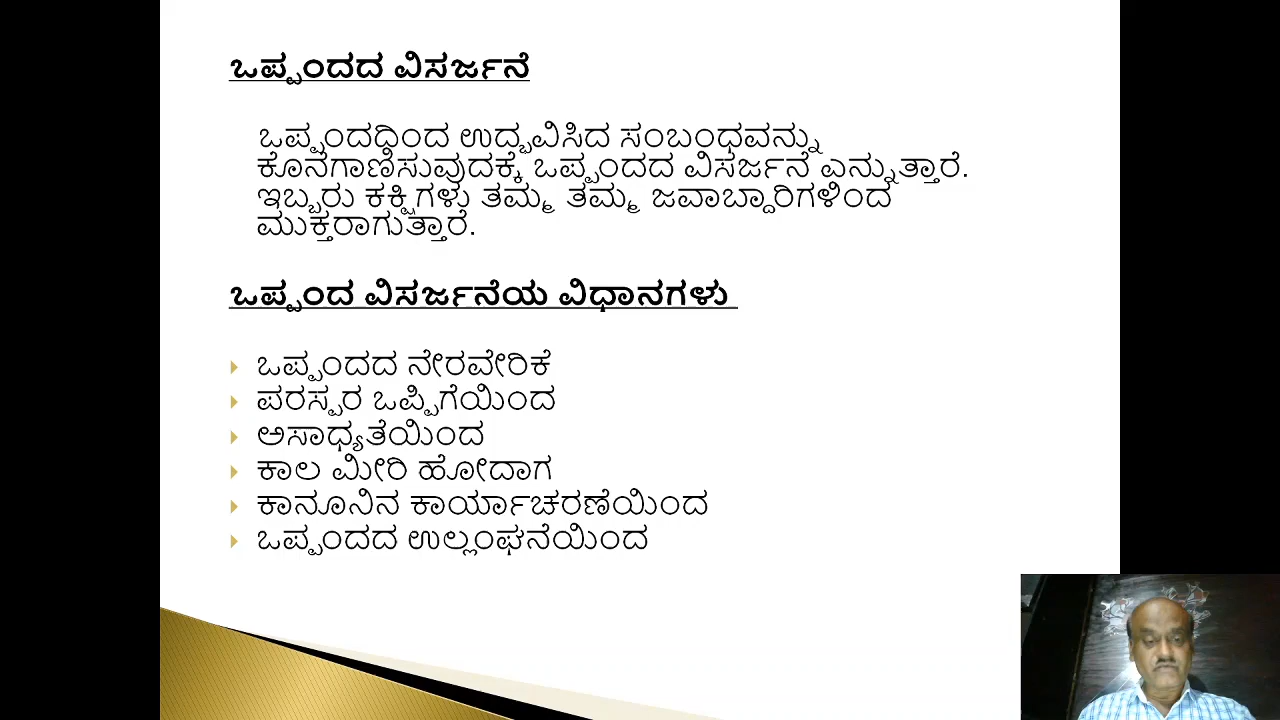 ಒಪ್ಪಂದದ ವಿಸರ್ಜನೆ
ಒಪ್ಪಂದಧಿಂದ ಉದ್ಬವಿಸಿದ ಸಂಬಂಧವನ್ನು
ಕೊನೆಗಾಣಿಸುವುದಕ್ಕೆ ಒಪ್ಪಂದದ ವಿಸರ್ಜನೆ ಎನ್ನುತ್ತಾರೆ.
ಇಬ್ಬರು ಕಕ್ಷಿಗಳು ತಮ್ಮ ತಮ್ಮ ಜವಾಬ್ದಾರಿಗಳಿಂದ
ಮುಕ್ತರಾಗುತ್ತಾರೆ.
ಒಪ್ಪಂದ ವಿಸರ್ಜನೆಯ ವಿಧಾನಗಳು
ಒಪ್ಪಂದದ ನೇರವೇರಿಕೆ
ಪರಸ್ಪರ ಒಪ್ಪಿಗೆಯಿಂದ
ಅಸಾಧ್ಯತೆಯಿಂದ
ಕಾಲ ಮೀರಿ ಹೋದಾಗ
ಕಾನೂನಿನ ಕಾರ್ಯಾಚರಣೆಯಿಂದ
ಒಪ್ಪಂದದ ಉಲ್ಲಂಘನೆಯಿಂದ